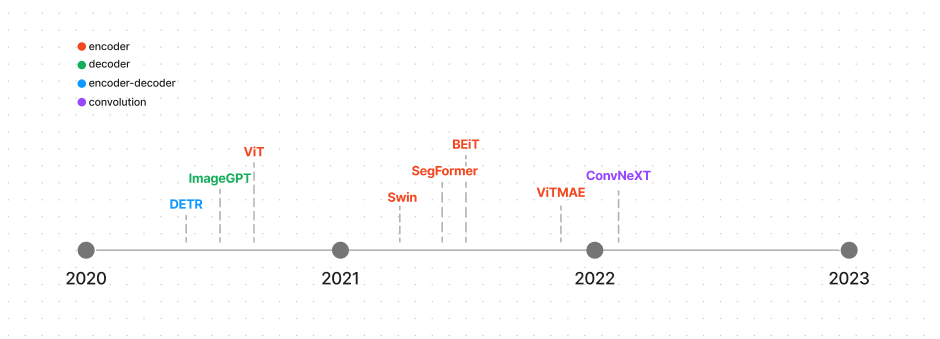 encoder
decoder
encoder-decoder
convolution
BEiT
ViT
SegFormer
ConvNeXT
ImageGPT
ViTMAE
Swin
DETR
2020
2021
2022
2023